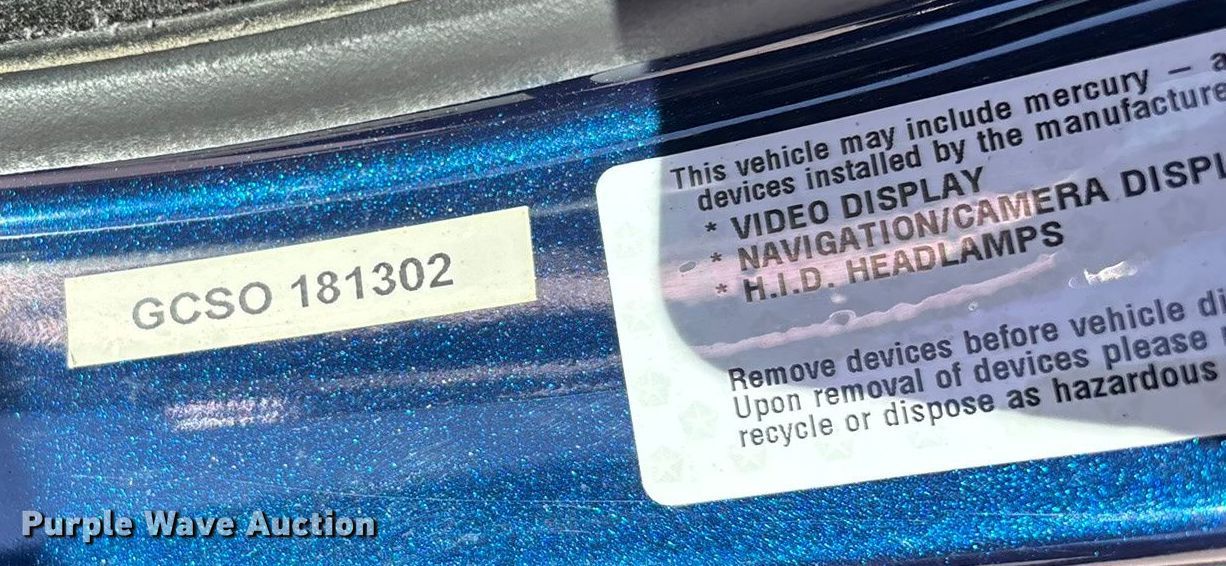 GCSO 181302
This vehicle may include mercury –
devices installed by the manufacture
* VIDEO DISPLAY
* NAVIGATION/CAMERA DISPL
* H.I.D. HEADLAMPS
Remove devices before vehicle di
Upon removal of devices please
recycle or dispose as hazardous
Purple Wave Auction